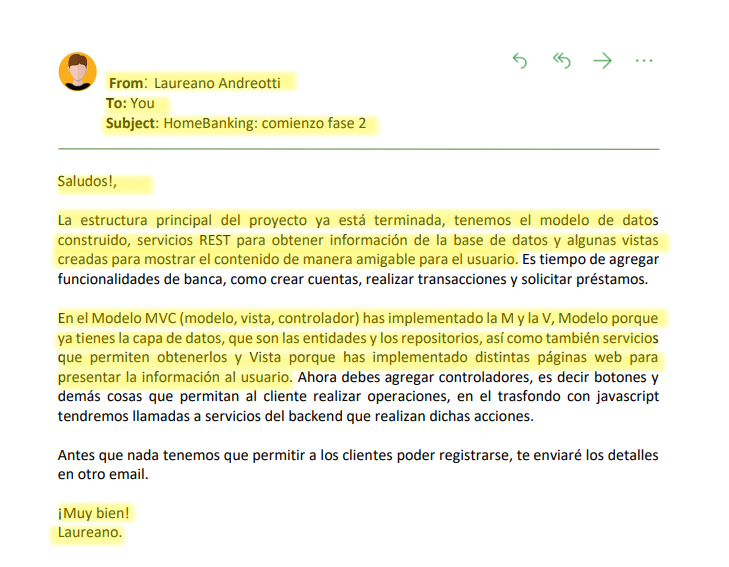 From: Laureano Andreotti
To: You
Subject: HomeBanking: comienzo fase 2
Saludos!,
La estructura principal del proyecto ya está terminada, tenemos el modelo de datos
construido, servicios REST para obtener información de la base de datos y algunas vistas
creadas para mostrar el contenido de manera amigable para el usuario. Es tiempo de agregar
funcionalidades de banca, como crear cuentas, realizar transacciones y solicitar préstamos.
En el Modelo MVC (modelo, vista, controlador) has implementado la M y la V, Modelo porque
ya tienes la capa de datos, que son las entidades y los repositorios, así como también servicios
que permiten obtenerlos y Vista porque has implementado distintas páginas web para
presentar la información al usuario. Ahora debes agregar controladores, es decir botones y
demás cosas que permitan al cliente realizar operaciones, en el trasfondo con javascript
tendremos llamadas a servicios del backend que realizan dichas acciones.
Antes que nada tenemos que permitir a los clientes poder registrarse, te enviaré los detalles
en otro email.
¡Muy bien!
Laureano.